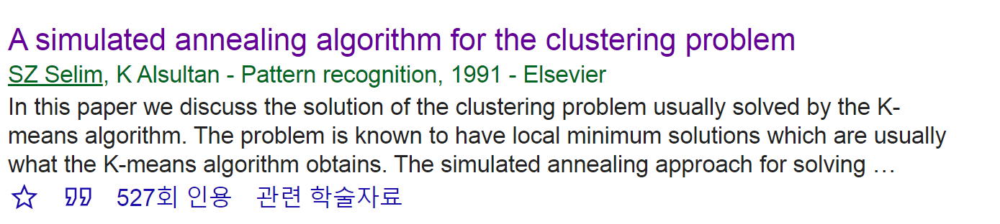 A simulated annealing algorithm for the clustering problem
SZ Selim, K Alsultan - Pattern recognition, 1991 - Elsevier
In this paper we discuss the solution of the clustering problem usually solved by the K-
means algorithm. The problem is known to have local minimum solutions which are usually
what the K-means algorithm obtains. The simulated annealing approach for solving …
527회 인용 관련 학술자료